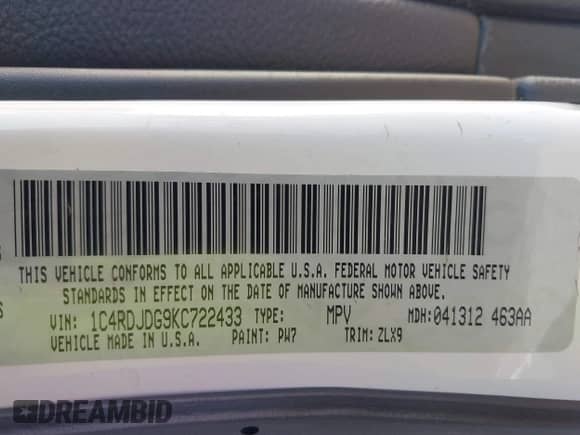 THIS VEHICLE CONFORMS TO ALL APPLICABLE U.S.A. FEDERAL MOTOR VEHICLE SAFETY
STANDARDS IN EFFECT ON THE DATE OF MANUFACTURE SHOWN ABOVE.
VIN: 1C4RDJDG9KC722433 TYPE: MPV MDH: 041312 463AA
VEHICLE MADE IN U.S.A. PAINT: PW7 TRIM: ZLX9
DREAMBID